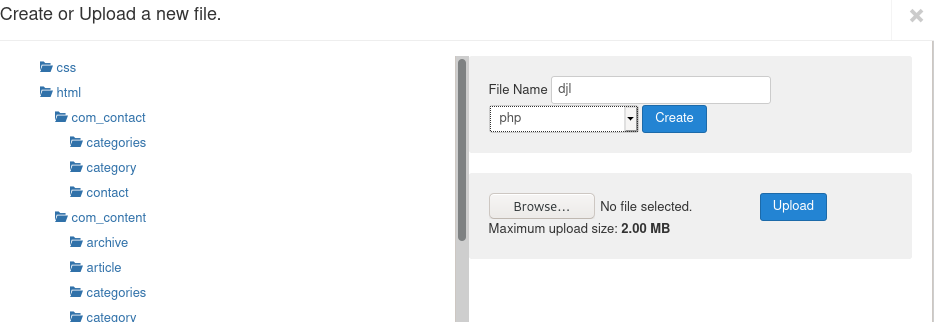 Create or Upload a new file.
×
css
html
com_contact
categories
category
contact
com_content
archive
article
categories
category
File Name djl
php Create
Browse... No file selected. Upload
Maximum upload size: 2.00 MB